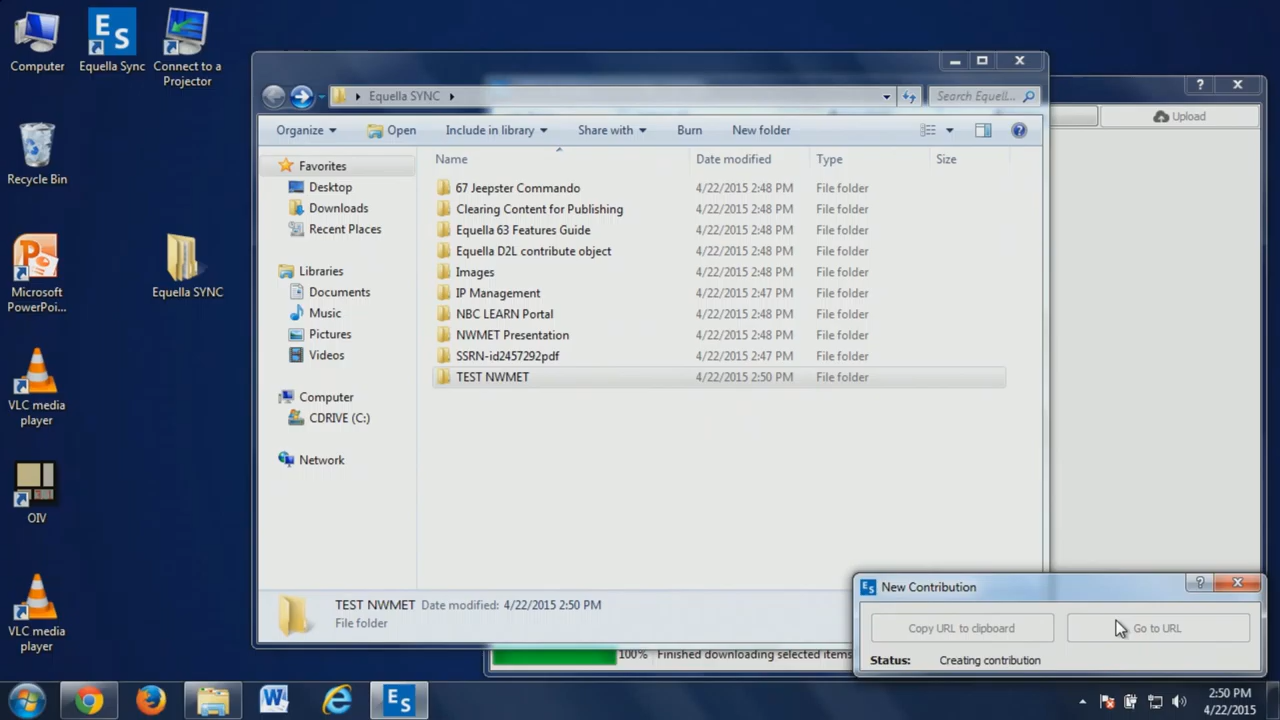 Computer
Equella Sync
Connect to a
Projector
Recycle Bin
Microsoft
PowerPoi...
Equella SYNC
VLC media
player
OIV
VLC media
player
Equella SYNC
Search Equell...
Organize
Open
Include in library
Share with
Burn
New folder
Favorites
Desktop
Downloads
Recent Places
Libraries
Documents
Music
Pictures
Videos
Computer
CDRIVE (C:)
Network
Name Date modified Type Size
67 Jeepster Commando 4/22/2015 2:48 PM File folder
Clearing Content for Publishing 4/22/2015 2:48 PM File folder
Equella 63 Features Guide 4/22/2015 2:48 PM File folder
Equella D2L contribute object 4/22/2015 2:48 PM File folder
Images 4/22/2015 2:48 PM File folder
IP Management 4/22/2015 2:47 PM File folder
NBC LEARN Portal 4/22/2015 2:48 PM File folder
NWMET Presentation 4/22/2015 2:48 PM File folder
SSRN-id2457292pdf 4/22/2015 2:47 PM File folder
TEST NWMET 4/22/2015 2:50 PM File folder
TEST NWMET Date modified: 4/22/2015 2:50 PM
File folder
Upload
100% Finished downloading selected items
New Contribution
Copy URL to clipboard
Go to URL
Status: Creating contribution
2:50 PM
4/22/2015